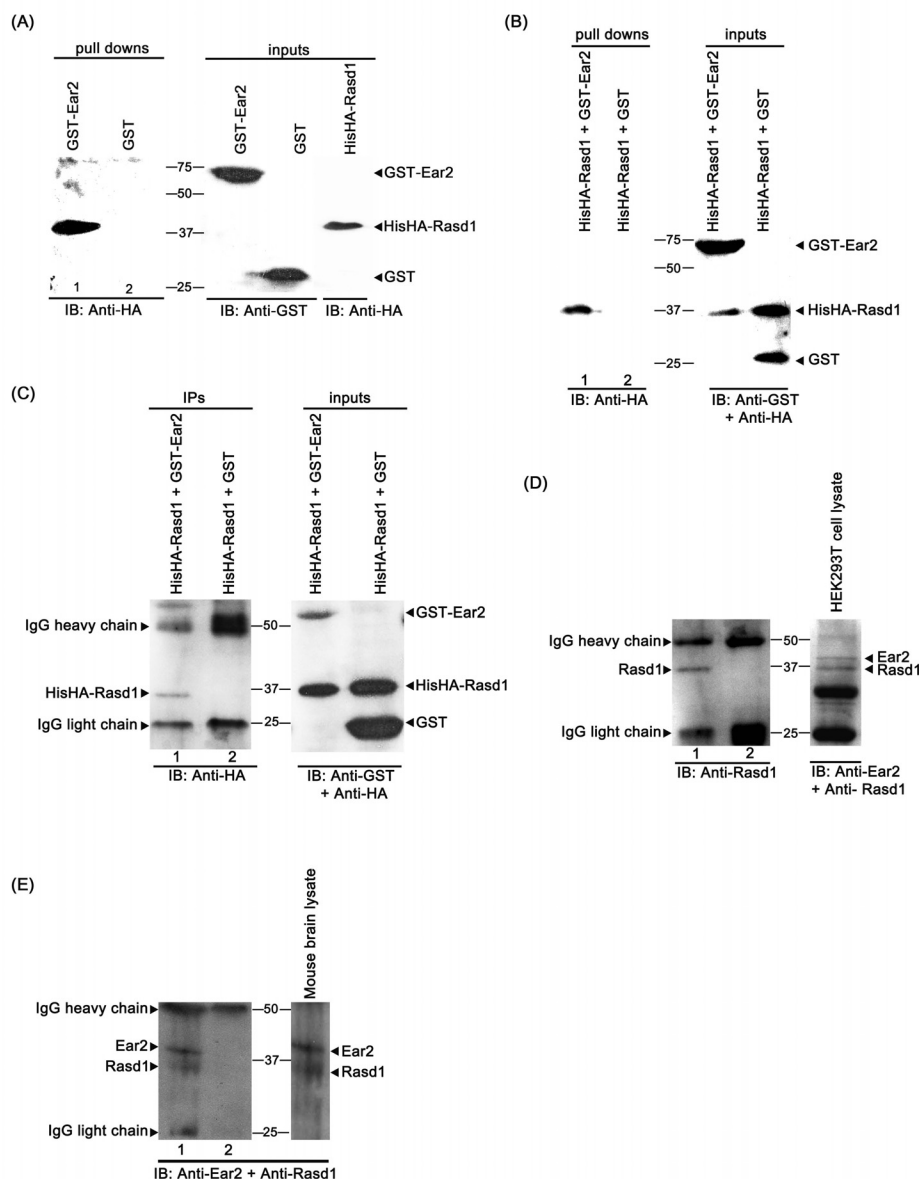 (A)
pull downs
inputs
GST-Ear2
GST
GST-Ear2
GST
HisHA-Rasd1
75
50
37
25
GST-Ear2
HisHA-Rasd1
GST
1 2
IB: Anti-HA
IB: Anti-GST
IB: Anti-HA
(B)
pull downs
inputs
HisHA-Rasd1 + GST-Ear2
HisHA-Rasd1 + GST
HisHA-Rasd1 + GST-Ear2
HisHA-Rasd1 + GST
75
50
37
25
GST-Ear2
HisHA-Rasd1
GST
1 2
IB: Anti-HA
IB: Anti-GST
+ Anti-HA
(C)
IPs
inputs
HisHA-Rasd1 + GST-Ear2
HisHA-Rasd1 + GST
HisHA-Rasd1 + GST-Ear2
HisHA-Rasd1 + GST
IgG heavy chain
HisHA-Rasd1
IgG light chain
50
37
25
GST-Ear2
HisHA-Rasd1
GST
1 2
IB: Anti-HA
IB: Anti-GST
+ Anti-HA
(D)
HEK293T cell lysate
IgG heavy chain
Rasd1
IgG light chain
50
37
25
Ear2
Rasd1
1 2
IB: Anti-Rasd1
IB: Anti-Ear2
+ Anti- Rasd1
(E)
Mouse brain lysate
IgG heavy chain
Ear2
Rasd1
IgG light chain
50
37
25
Ear2
Rasd1
1 2
IB: Anti-Ear2 + Anti-Rasd1